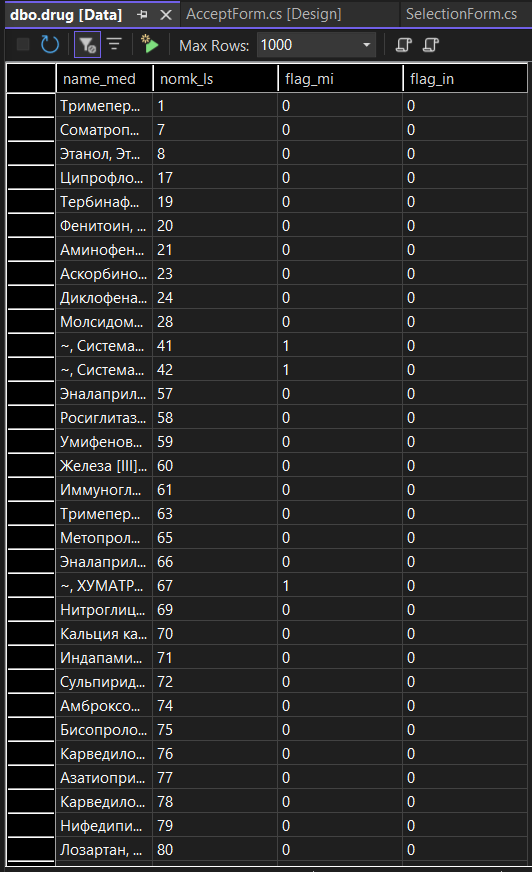 dbo.drug [Data] AcceptForm.cs [Design] SelectionForm.cs
Max Rows: 1000
name_med nomk_ls flag_mi flag_in
Тримепер... 1 0 0
Соматроп... 7 0 0
Этанол, Эт... 8 0 0
Ципрофло... 17 0 0
Тербинаф... 19 0 0
Фенитоин, ... 20 0 0
Аминофен... 21 0 0
Аскорбино... 23 0 0
Диклофена... 24 0 0
Молсидом... 28 0 0
~, Система... 41 1 0
~, Система... 42 1 0
Эналаприл... 57 0 0
Росиглитаз... 58 0 0
Умифенов... 59 0 0
Железа [III]... 60 0 0
Иммуногл... 61 0 0
Тримепер... 63 0 0
Метопрол... 65 0 0
Эналаприл... 66 0 0
~, ХУМАТР... 67 1 0
Нитроглиц... 69 0 0
Кальция ка... 70 0 0
Индапами... 71 0 0
Сульпирид... 72 0 0
Амброксо... 74 0 0
Бисопроло... 75 0 0
Карведило... 76 0 0
Азатиопри... 77 0 0
Карведило... 78 0 0
Нифедипи... 79 0 0
Лозартан, ... 80 0 0